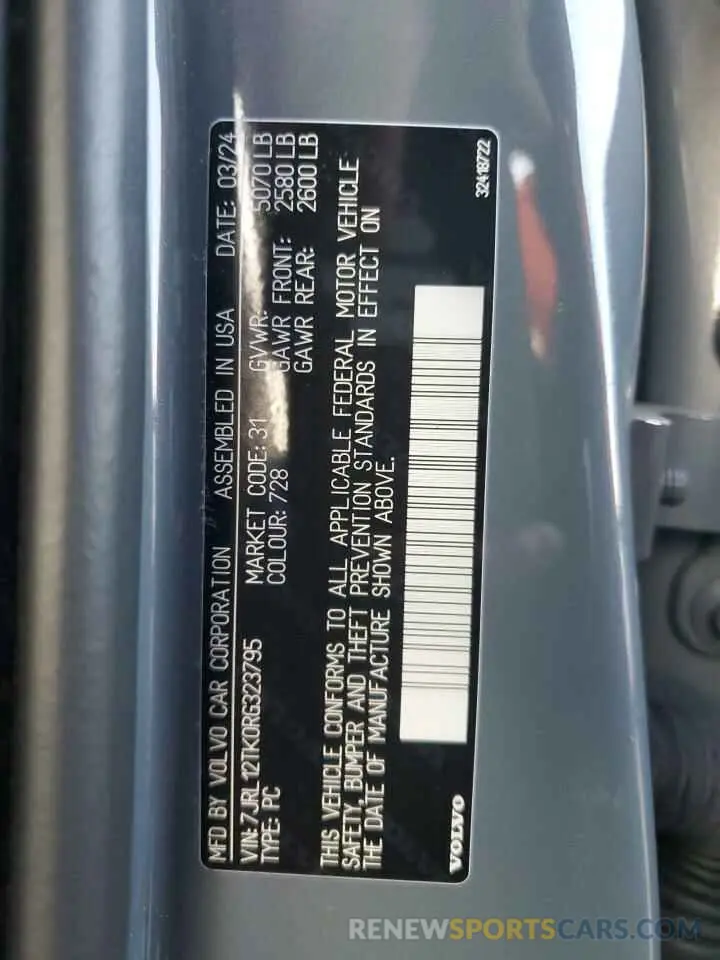 MFD BY VOLVO CAR CORPORATION ASSEMBLED IN USA DATE: 03/24
VIN: 7JRL12TK0RG323795 GVWR: 5070 LB
TYPE: PC MARKET CODE: 31 GAWR FRONT: 2580 LB
COLOUR: 728 GAWR REAR: 2600 LB
THIS VEHICLE CONFORMS TO ALL APPLICABLE FEDERAL MOTOR VEHICLE
SAFETY, BUMPER AND THEFT PREVENTION STANDARDS IN EFFECT ON
THE DATE OF MANUFACTURE SHOWN ABOVE.
VOLVO 32418722
RENEWSPORTSCARS.COM